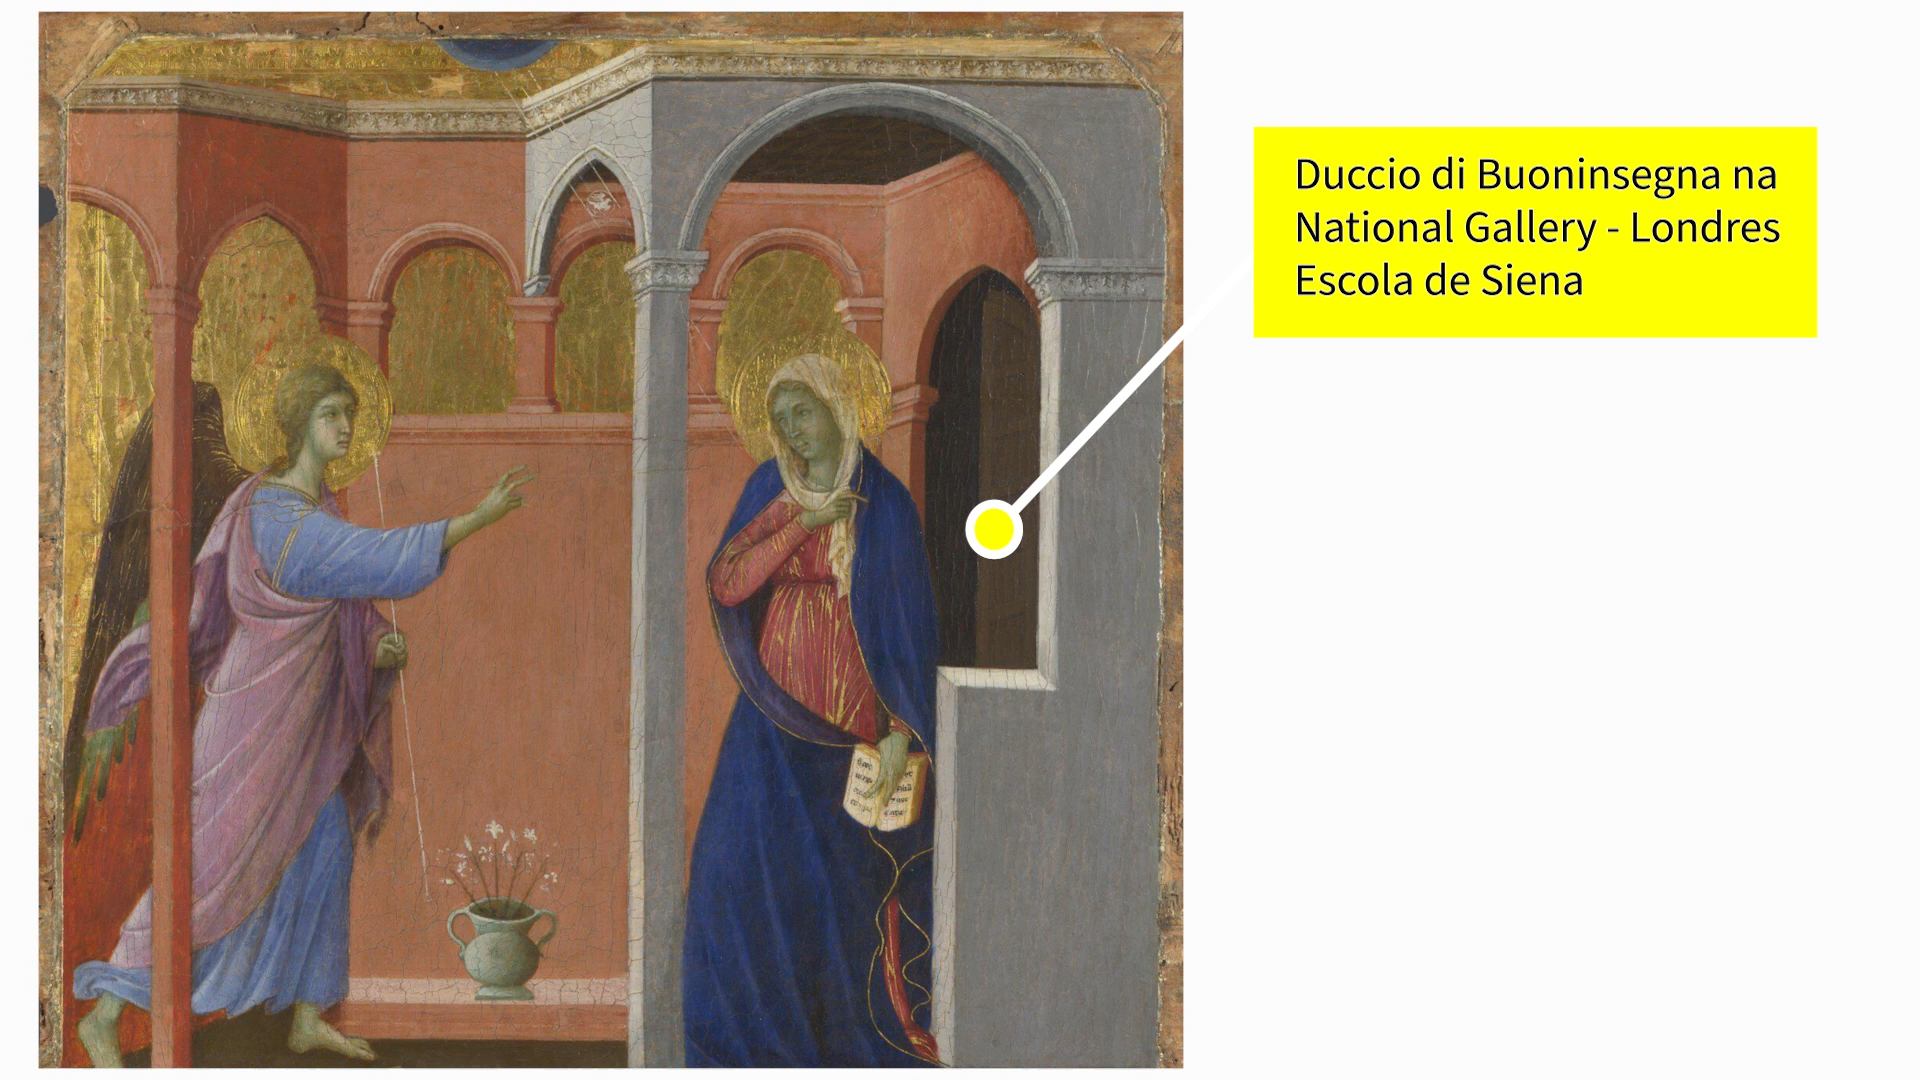 Duccio di Buoninsegna na
National Gallery - Londres
Escola de Siena